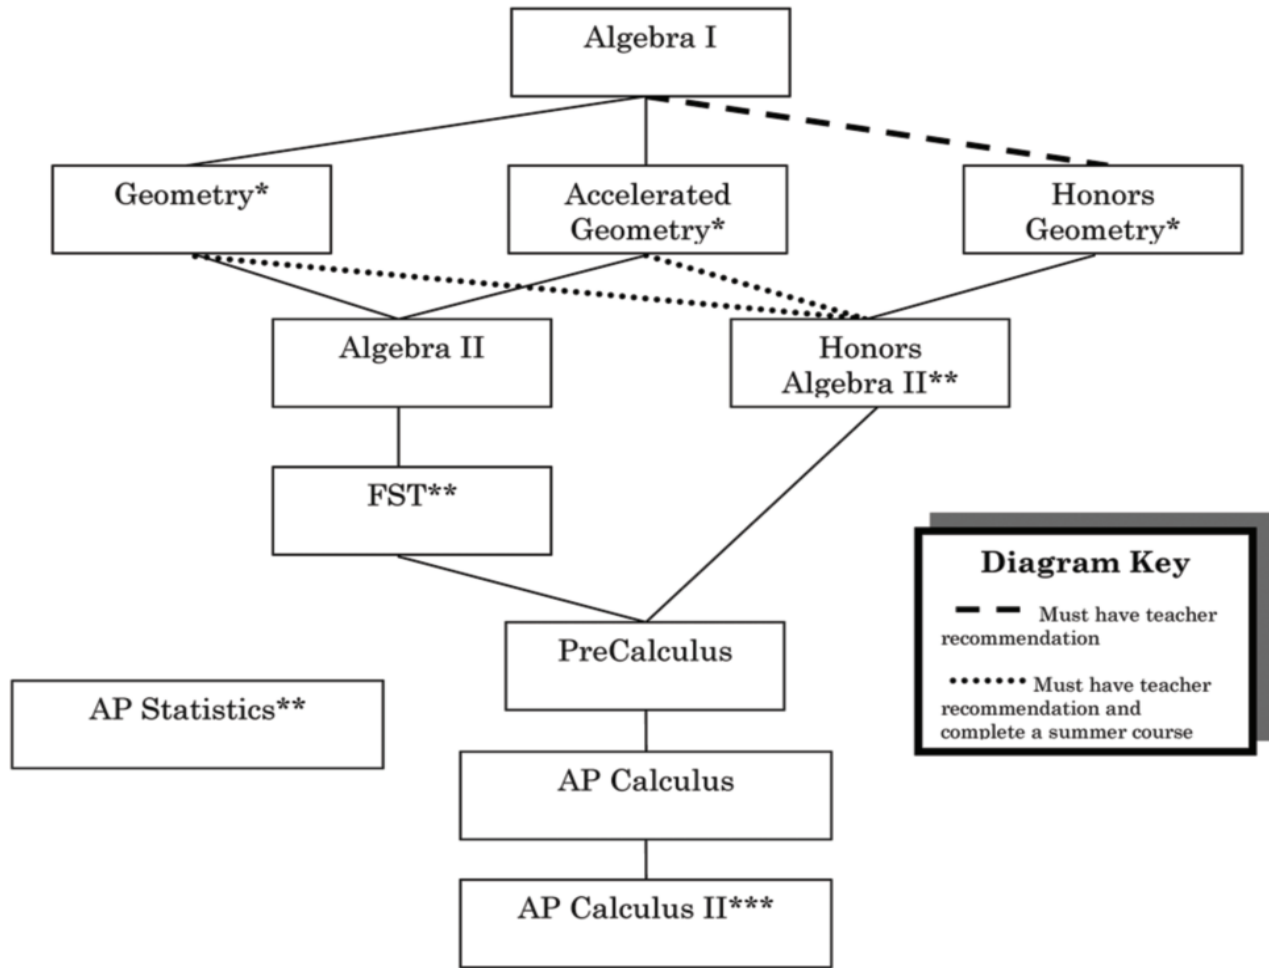 Algebra I
Geometry*
Accelerated
Geometry*
Honors
Geometry*
Algebra II
Honors
Algebra II**
FST**
PreCalculus
AP Statistics**
AP Calculus
AP Calculus II***
Diagram Key
Must have teacher
recommendation
Must have teacher
recommendation and
complete a summer course